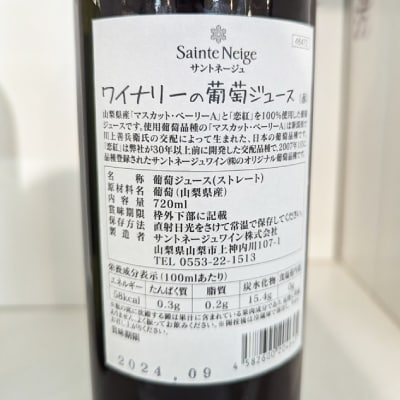 Sainte Neige
サントネージュ
ワイナリーの葡萄ジュース
山梨県産「マスカット・ベーリーA」と「恋紅」を100%使用した葡萄
ジュースです。使用葡萄品種の「マスカット・ベーリーA」は
川上善兵衛氏の交配によって生まれた、日本の葡萄品種です。
「恋紅」は弊社が30年以上前に開発した交配品種で、2007年
品種登録されたサントネージュワイン㈱のオリジナル葡萄品種です。
名称 葡萄ジュース(ストレート)
原材料名 葡萄(山梨県産)
内容量 720ml
賞味期限 枠外下部に記載
保存方法 直射日光をさけて常温で保存してください。
製造者 サントネージュワイン株式会社
山梨県山梨市上神内川107-1
TEL 0553-22-1513
栄養成分表示(100mlあたり)
エネルギー たんぱく質 脂質 炭水化物
58kcal 0.3g 0.2g 15.4g 0g
賞味期限
2024.09